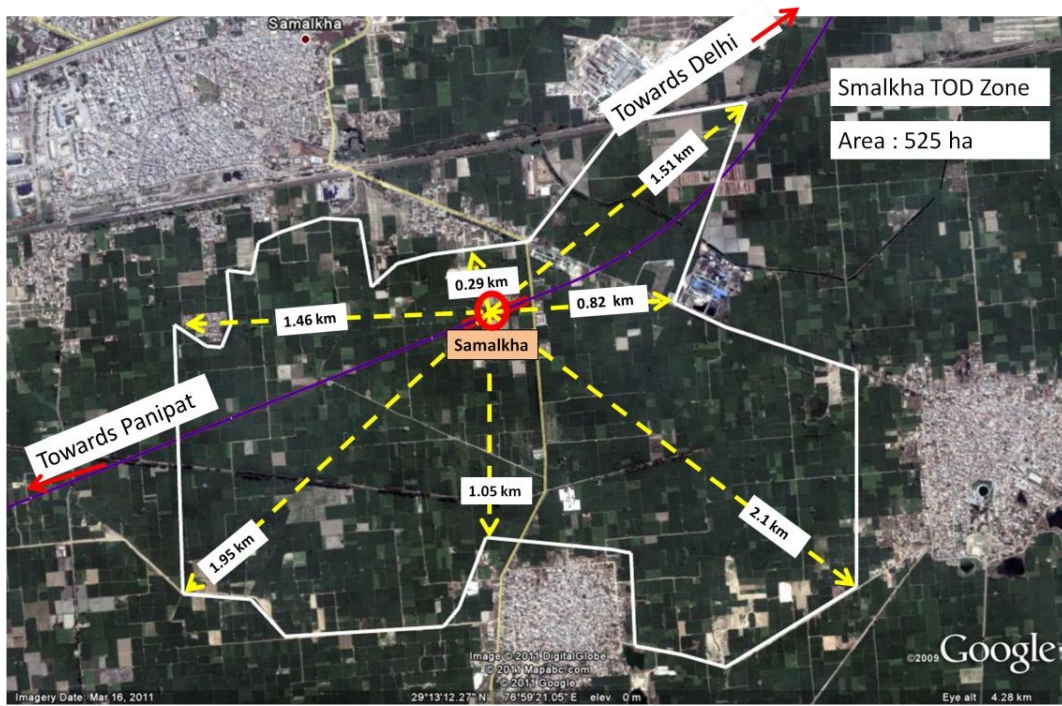 Samalkha
Towards Delhi
Smalkha TOD Zone
Area : 525 ha
1.51 km
0.29 km
0.82 km
1.46 km
Samalkha
Towards Panipat
1.05 km
1.95 km
2.1 km
Image © 2011 DigitalGlobe
© 2011 Mapabc.com
© 2011 Google
©2009 Google
Imagery Date: Mar 16, 2011
29°13'12.27" N 76°59'21.05" E elev 0 m
Eye alt 4.28 km